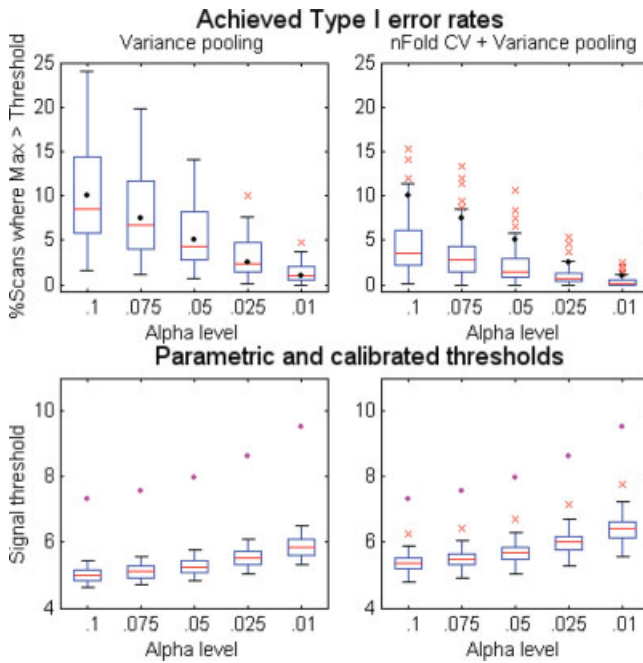 Achieved Type I error rates
Variance pooling
nFold CV + Variance pooling
%Scans where Max > Threshold
25
20
15
10
5
0
.1 .075 .05 .025 .01
Alpha level
25
20
15
10
5
0
.1 .075 .05 .025 .01
Alpha level
Parametric and calibrated thresholds
Signal threshold
10
8
6
4
.1 .075 .05 .025 .01
Alpha level
10
8
6
4
.1 .075 .05 .025 .01
Alpha level